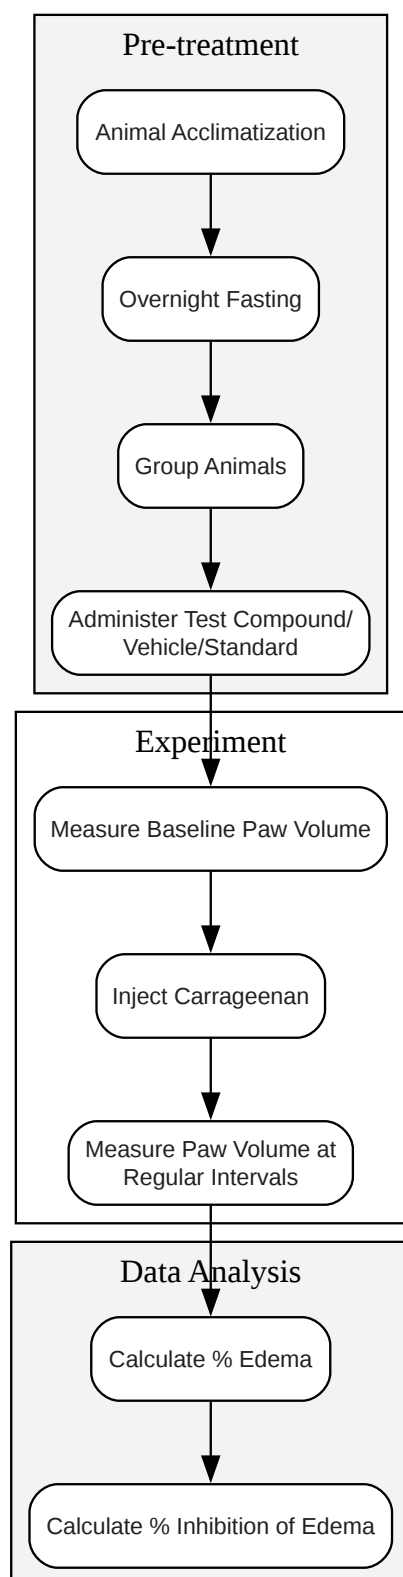 Pre-treatment
Animal Acclimatization
Overnight Fasting
Group Animals
Administer Test Compound/
Vehicle/Standard
Experiment
Measure Baseline Paw Volume
Inject Carrageenan
Measure Paw Volume at
Regular Intervals
Data Analysis
Calculate % Edema
Calculate % Inhibition of Edema